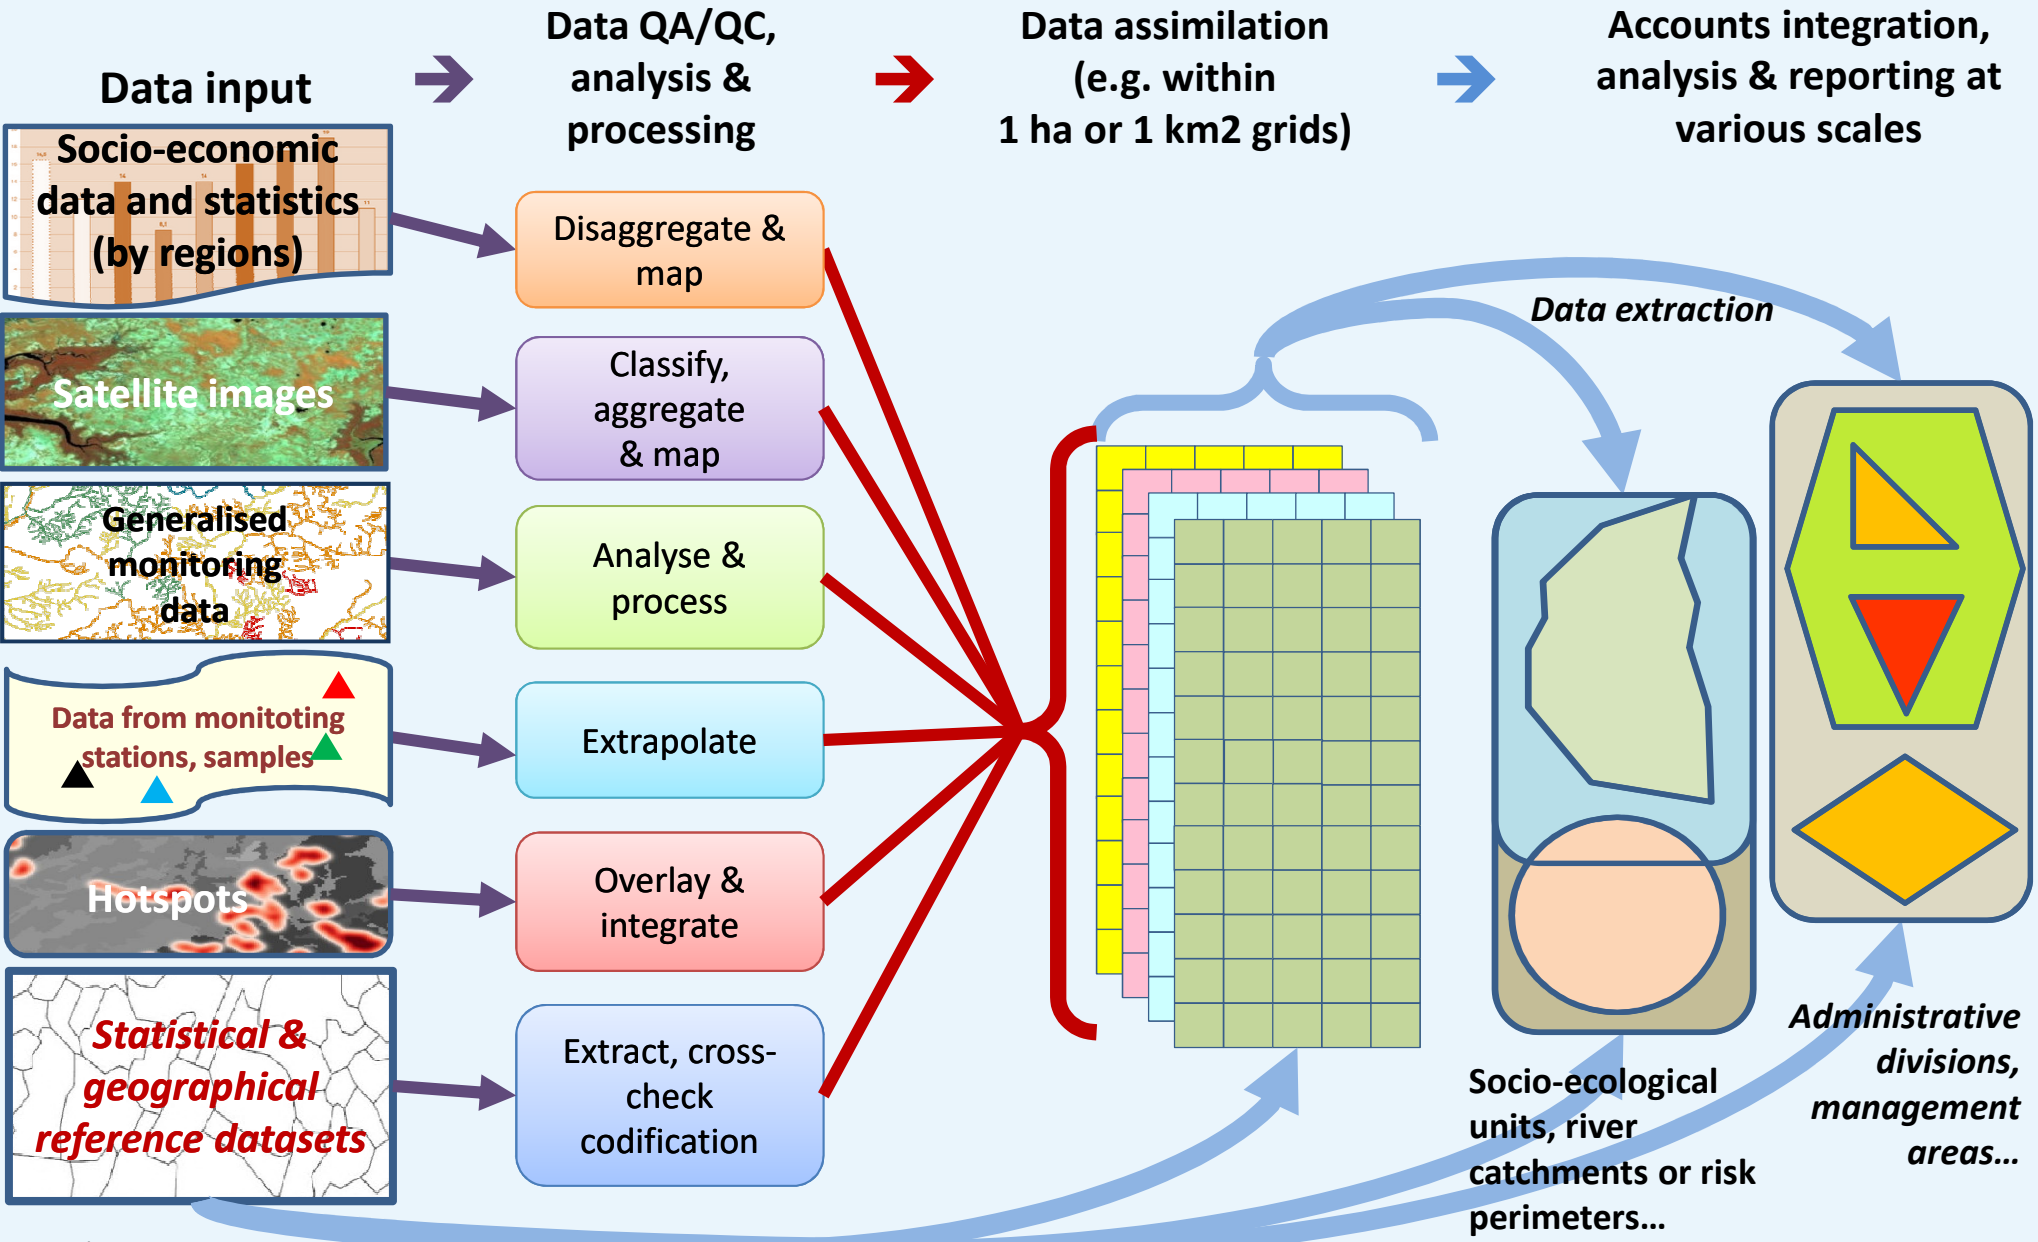 Data input
Data QA/QC,
analysis &
processing
Data assimilation
(e.g. within
1 ha or 1 km2 grids)
Accounts integration,
analysis & reporting at
various scales
Socio-economic
data and statistics
(by regions)
Disaggregate &
map
Satellite images
Classify,
aggregate
& map
Generalised
monitoring
data
Analyse &
process
Data from monitoting
stations, samples
Extrapolate
Hotspots
Overlay &
integrate
Statistical &
geographical
reference datasets
Extract, cross-
check
codification
Data extraction
Socio-ecological
units, river
catchments or risk
perimeters...
Administrative
divisions,
management
areas...